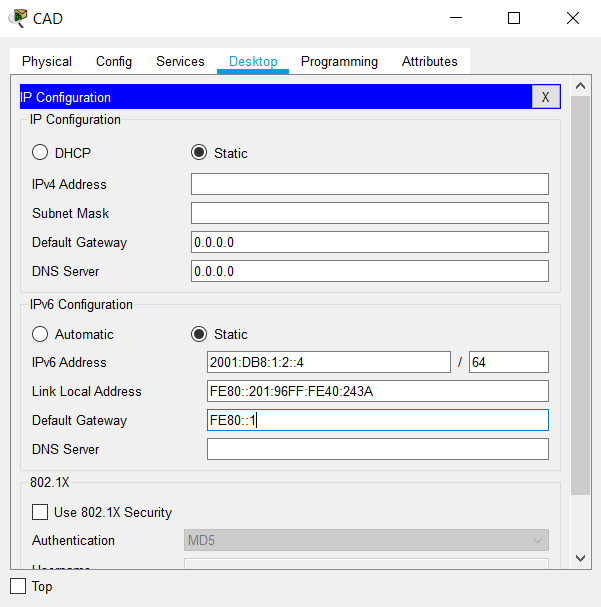 CAD
Physical Config Services Desktop Programming Attributes
IP Configuration X
IP Configuration
DHCP Static
IPv4 Address
Subnet Mask
Default Gateway 0.0.0.0
DNS Server 0.0.0.0
IPv6 Configuration
Automatic Static
IPv6 Address 2001:DB8:1:2::4 / 64
Link Local Address FE80::201:96FF:FE40:243A
Default Gateway FE80::1
DNS Server
802.1X
Use 802.1X Security
Authentication MD5
Username
Top